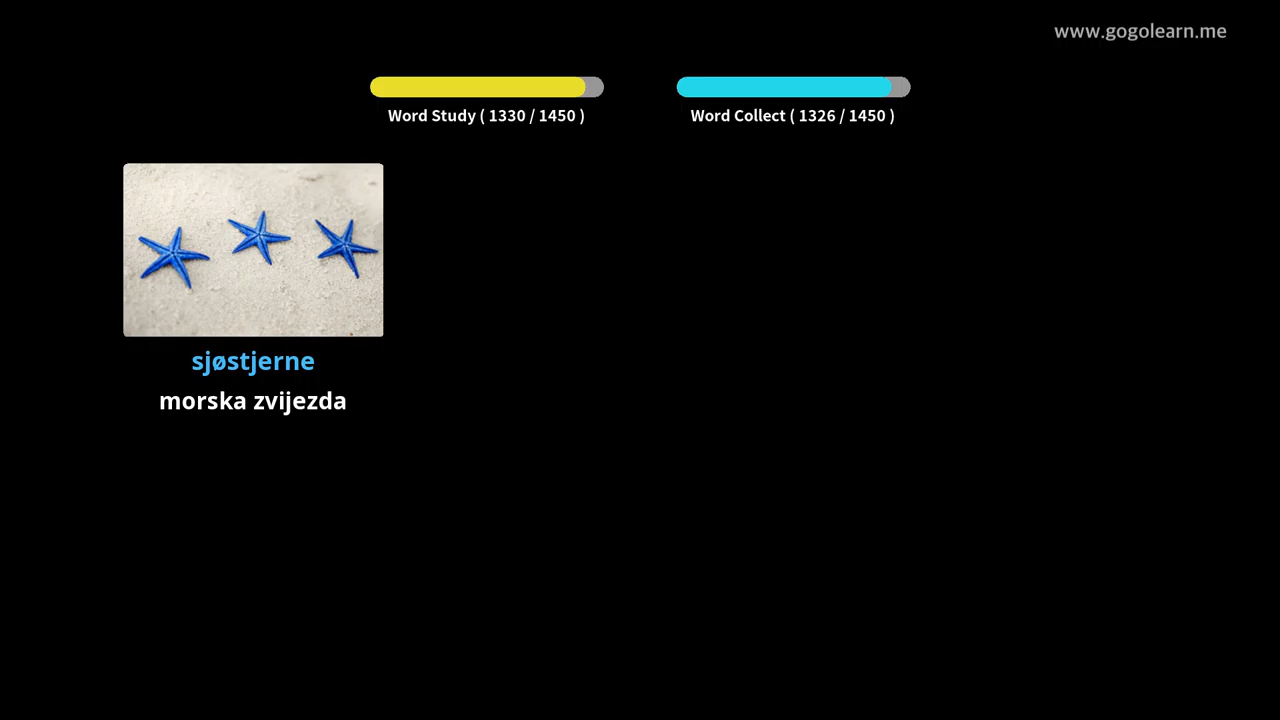 www.gogolearn.me
Word Study ( 1330 / 1450 )
Word Collect ( 1326 / 1450 )
sjøstjerne
morska zvijezda